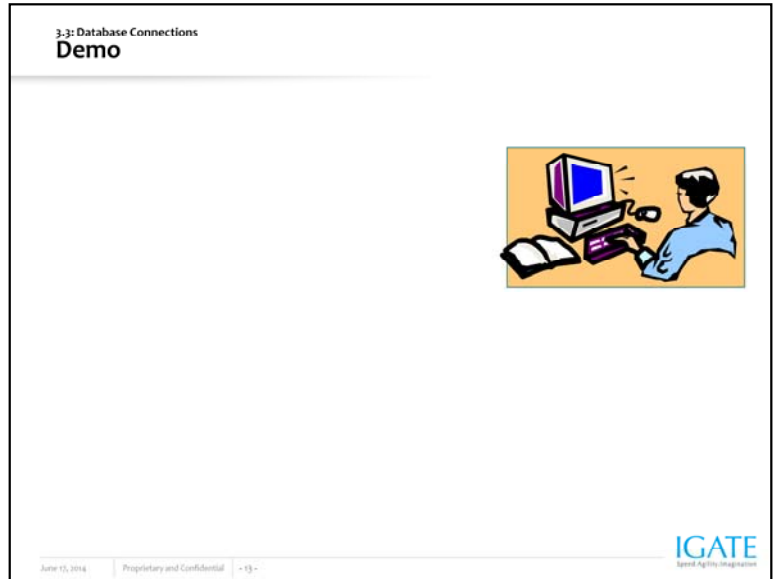 3.3: Database Connections
Demo
June 17, 2014 Proprietary and Confidential - 13 -
IGATE
Speed.Agility.Imagination